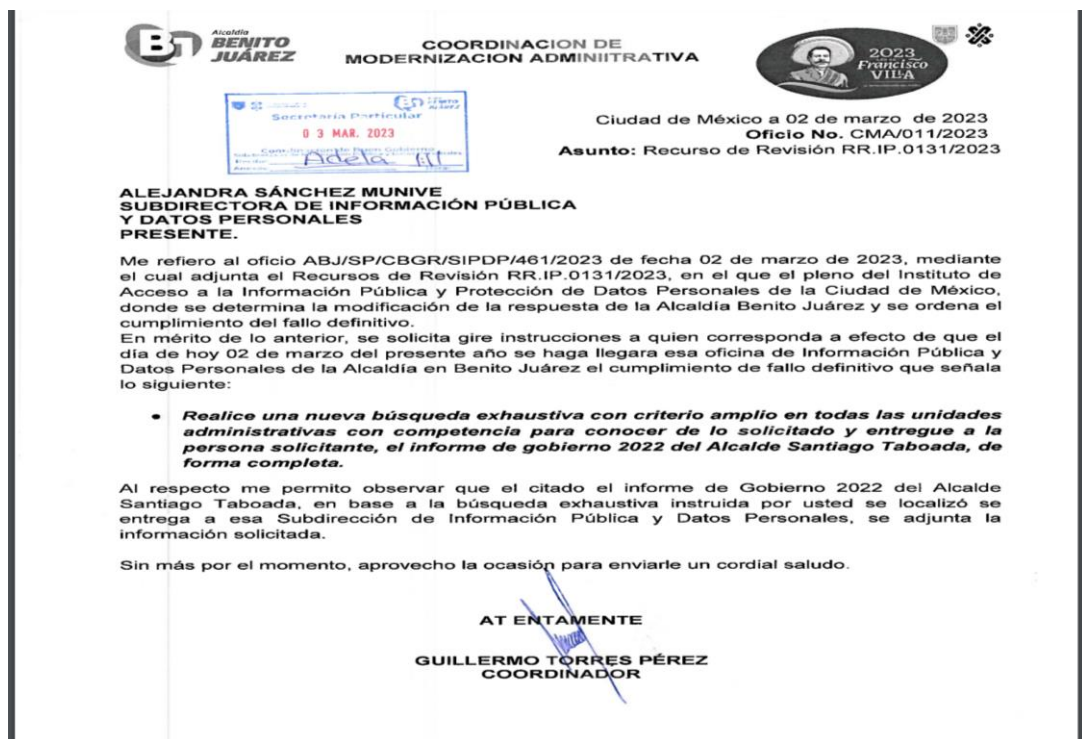 Alcaldía
BENITO
JUÁREZ
COORDINACION DE
MODERNIZACION ADMINIITRATIVA
2023
Francisco
VILLA
Secretaría Particular
0 3 MAR. 2023
Adela
Ciudad de México a 02 de marzo de 2023
Oficio No. CMA/011/2023
Asunto: Recurso de Revisión RR.IP.0131/2023
ALEJANDRA SÁNCHEZ MUNIVE
SUBDIRECTORA DE INFORMACIÓN PÚBLICA
Y DATOS PERSONALES
PRESENTE.
Me refiero al oficio ABJ/SP/CBGR/SIPDP/461/2023 de fecha 02 de marzo de 2023, mediante
el cual adjunta el Recursos de Revisión RR.IP.0131/2023, en el que el pleno del Instituto de
Acceso a la Información Pública y Protección de Datos Personales de la Ciudad de México,
donde se determina la modificación de la respuesta de la Alcaldía Benito Juárez y se ordena el
cumplimiento del fallo definitivo.
En mérito de lo anterior, se solicita gire instrucciones a quien corresponda a efecto de que el
día de hoy 02 de marzo del presente año se haga llegara esa oficina de Información Pública y
Datos Personales de la Alcaldía en Benito Juárez el cumplimiento de fallo definitivo que señala
lo siguiente:
• Realice una nueva búsqueda exhaustiva con criterio amplio en todas las unidades
administrativas con competencia para conocer de lo solicitado y entregue a la
persona solicitante, el informe de gobierno 2022 del Alcalde Santiago Taboada, de
forma completa.
Al respecto me permito observar que el citado el informe de Gobierno 2022 del Alcalde
Santiago Taboada, en base a la búsqueda exhaustiva instruida por usted se localizó se
entrega a esa Subdirección de Información Pública y Datos Personales, se adjunta la
información solicitada.
Sin más por el momento, aprovecho la ocasión para enviarle un cordial saludo.
AT ENTAMENTE
GUILLERMO TORRES PÉREZ
COORDINADOR